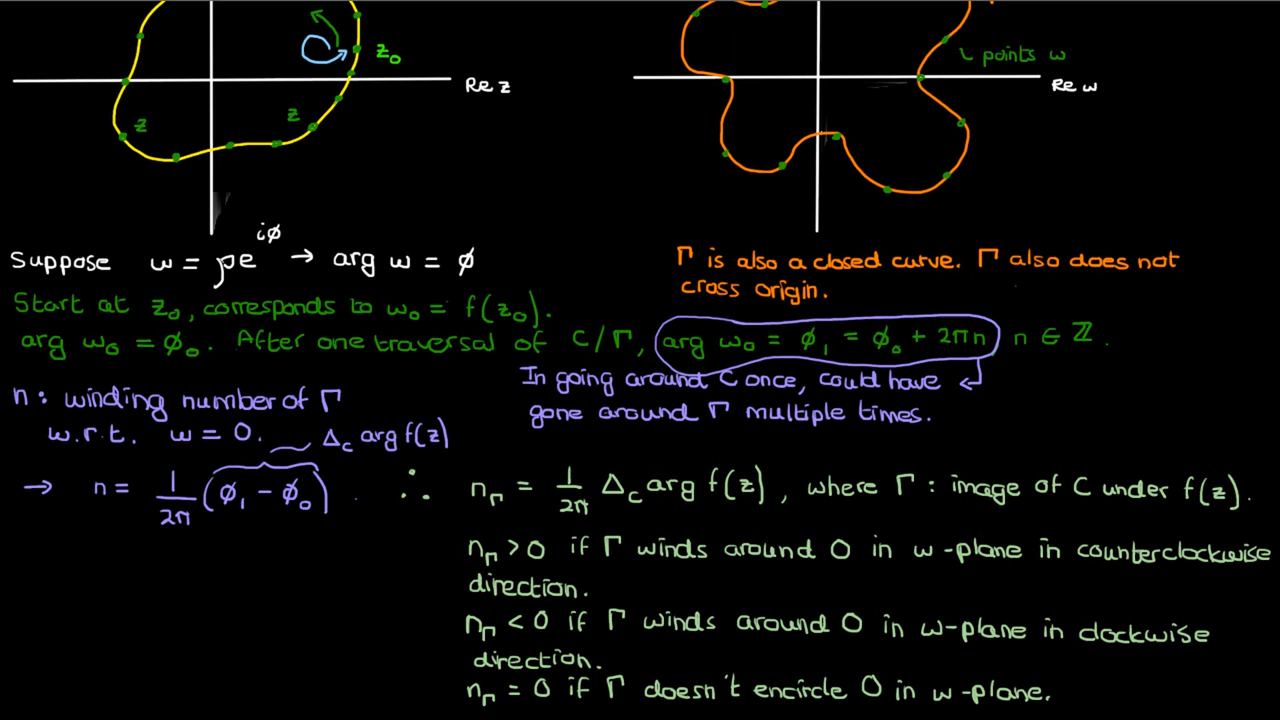 z₀
Re z
z
z
points w
Re w
Suppose w = ρe^{iϕ} → arg w = ϕ
Γ is also a closed curve. Γ also does not
cross origin.
Start at z₀, corresponds to w₀ = f(z₀).
arg w₀ = ϕ₀. After one traversal of C/Γ, arg w₀ = ϕ₁ = ϕ₀ + 2πn n ∈ ℤ.
In going around C once, could have
gone around Γ multiple times.
n : winding number of Γ
w.r.t. w = 0.
Δ_c arg f(z)
→ n = 1/2π (ϕ₁ - ϕ₀).
∴ n_Γ = 1/2π Δ_c arg f(z), where Γ : image of C under f(z).
n_Γ > 0 if Γ winds around 0 in w-plane in counterclockwise
direction.
n_Γ < 0 if Γ winds around 0 in w-plane in clockwise
direction.
n_Γ = 0 if Γ doesn't encircle 0 in w-plane.